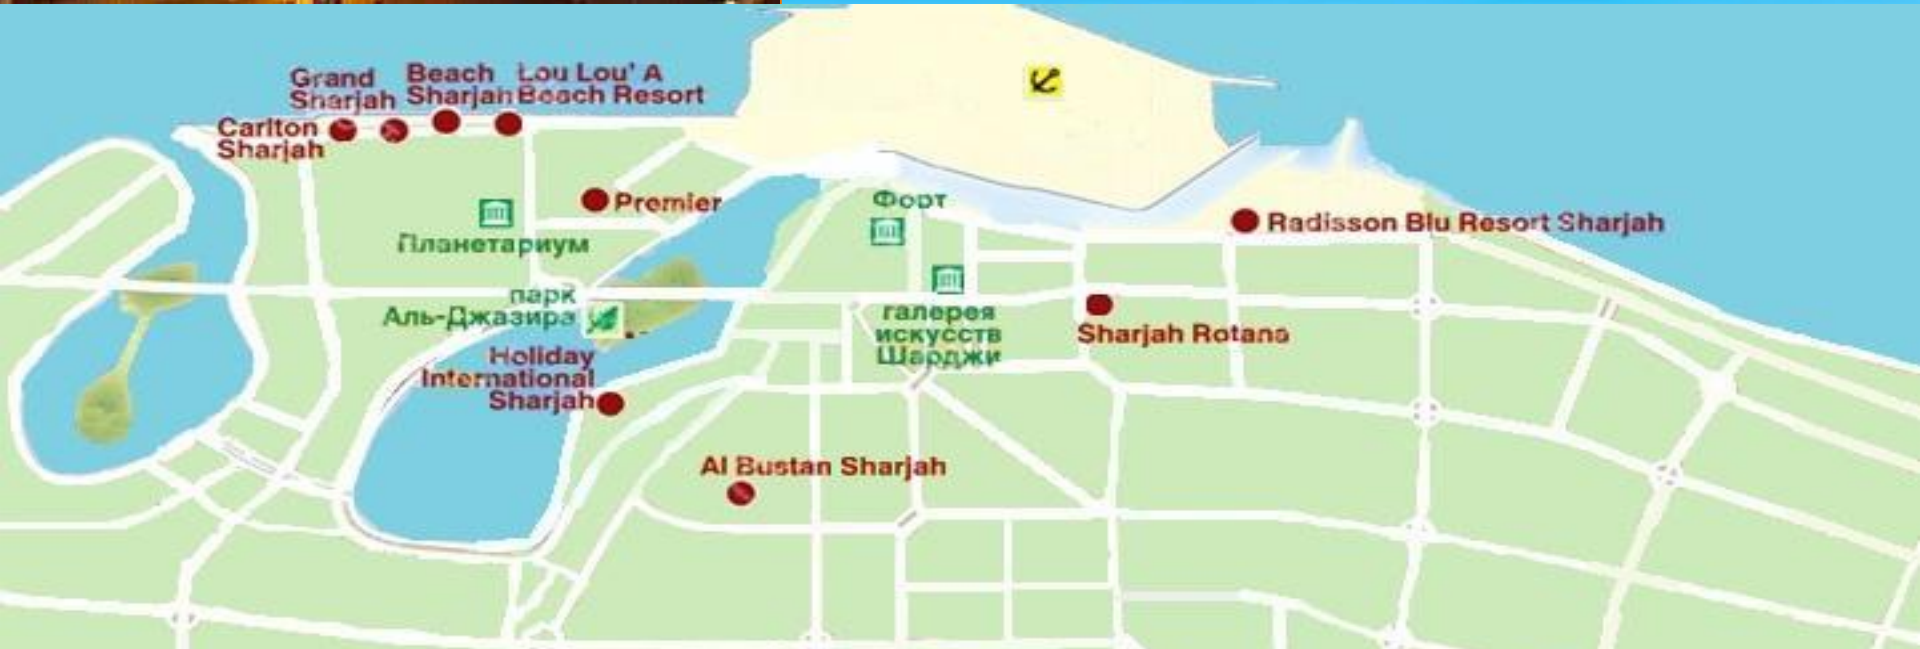 Grand
Sharjah
Beach
Sharjah
Lou Lou' A
Beach Resort
Carlton
Sharjah
Premier
Планетариум
Форт
Radisson Blu Resort Sharjah
парк
Аль-Джазира
галерея
искусств
Шарджи
Sharjah Rotana
Holiday
International
Sharjah
Al Bustan Sharjah